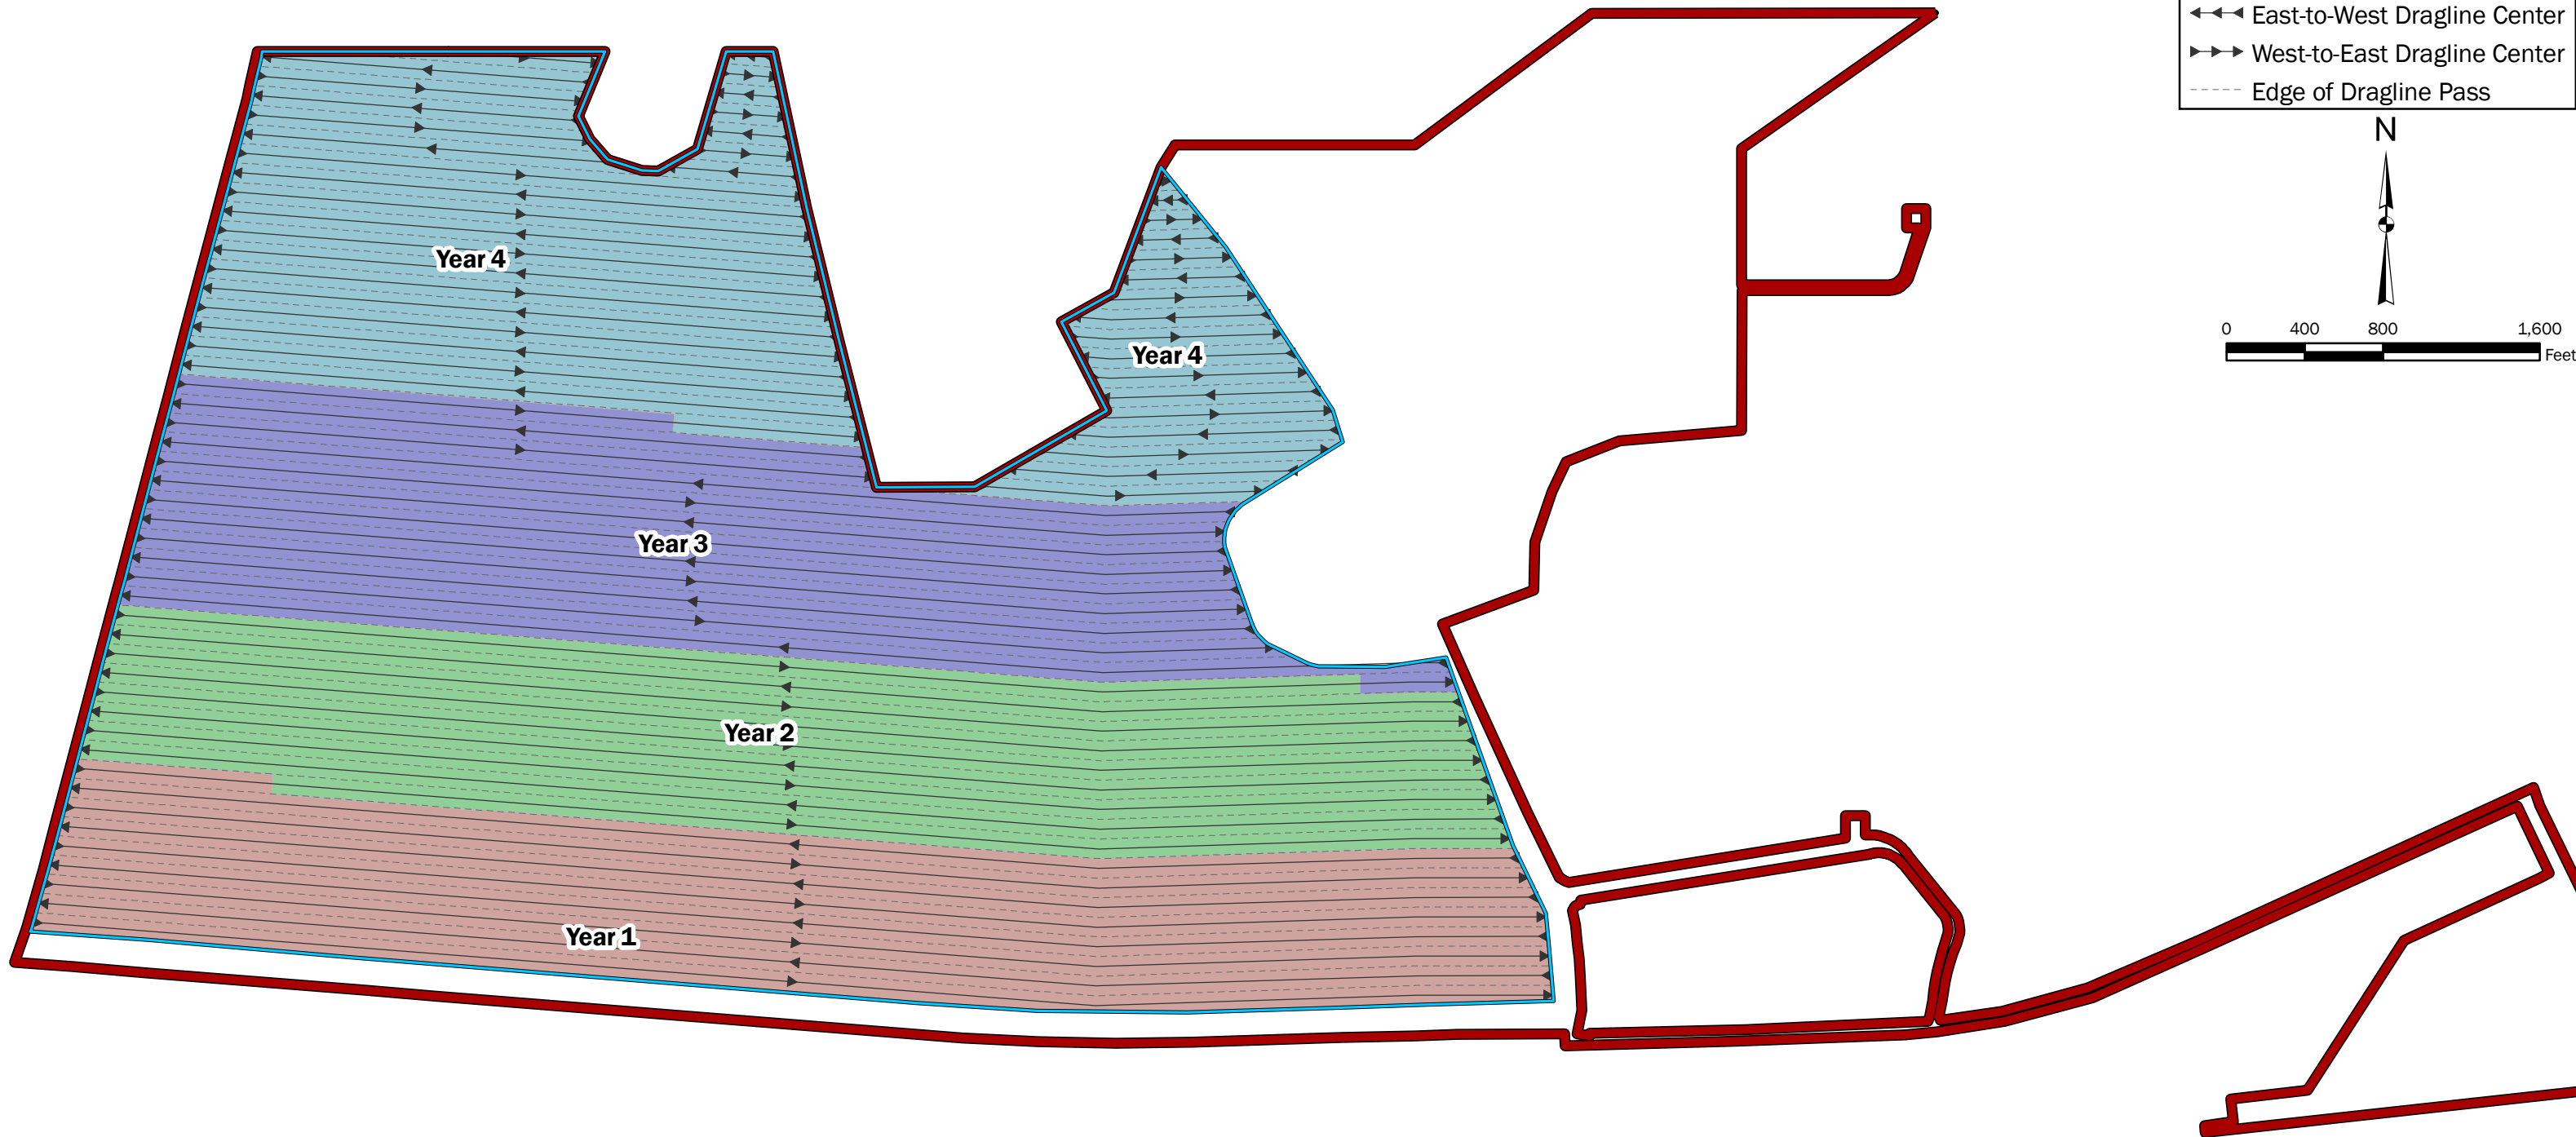 East-to-West Dragline Center
West-to-East Dragline Center
Edge of Dragline Pass
N
0 400 800 1,600
Feet
Year 4
Year 4
Year 3
Year 2
Year 1